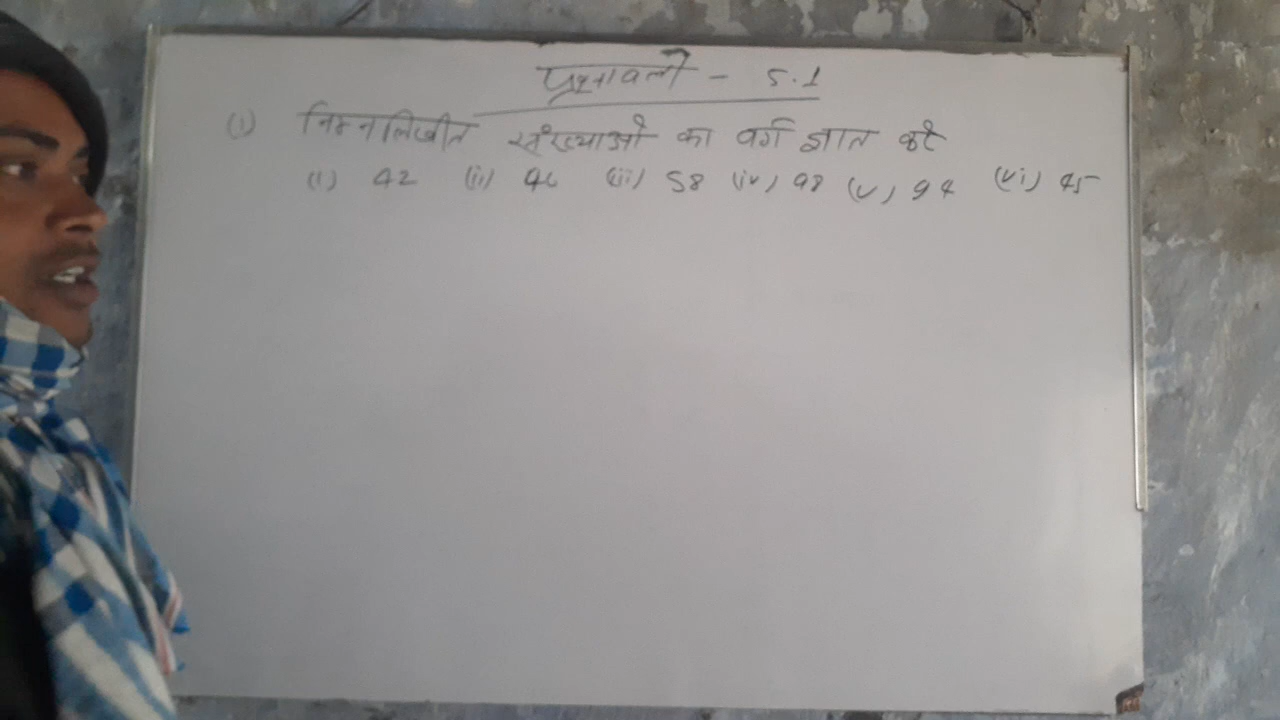 प्रश्नावली - 5.1
(1) निम्नलिखीत संख्याओ का वर्ग ज्ञात करे
(i) 42 (ii) 46 (iii) 58 (iv) 98 (v) 94 (vi) 45